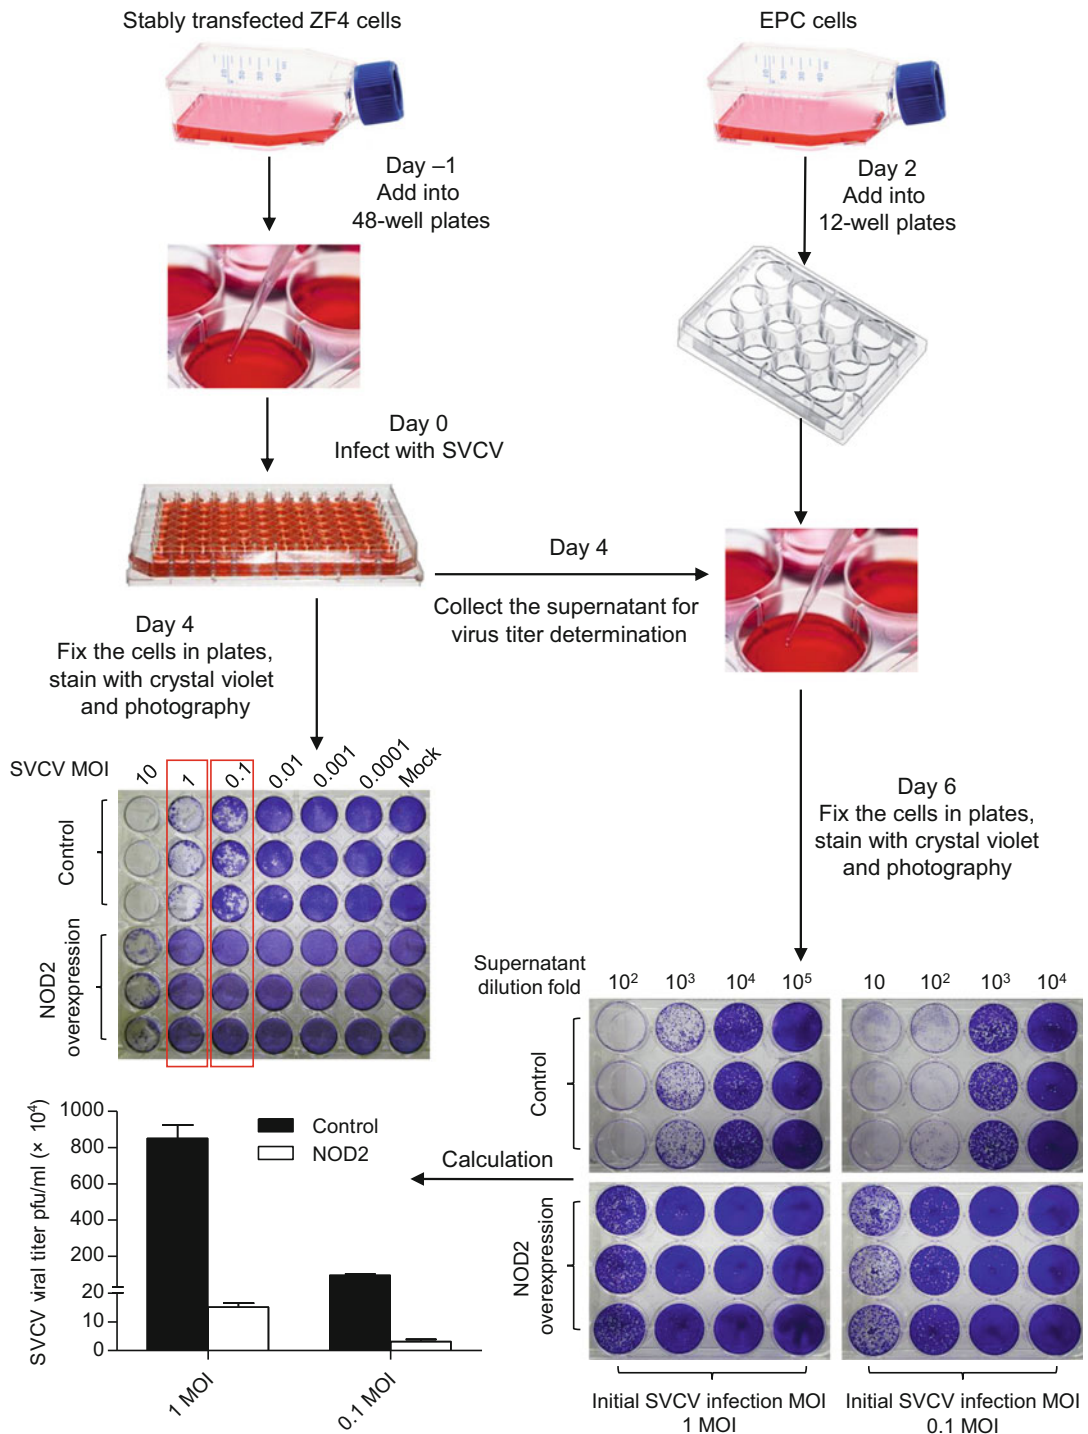 Stably transfected ZF4 cells
EPC cells
Day –1
Add into
48-well plates
Day 2
Add into
12-well plates
Day 0
Infect with SVCV
Day 4
Collect the supernatant for
virus titer determination
Day 4
Fix the cells in plates,
stain with crystal violet
and photography
SVCV MOI
10
1
0.1
0.01
0.001
0.0001
Mock
Control
NOD2
overexpression
Day 6
Fix the cells in plates,
stain with crystal violet
and photography
Supernatant
dilution fold
10² 10³ 10⁴ 10⁵
10 10² 10³ 10⁴
Control
NOD2
overexpression
Initial SVCV infection MOI
1 MOI
Initial SVCV infection MOI
0.1 MOI
Calculation
SVCV viral titer pfu/ml (× 10⁴)
1000
800
600
400
200
20
10
0
Control
NOD2
1 MOI
0.1 MOI